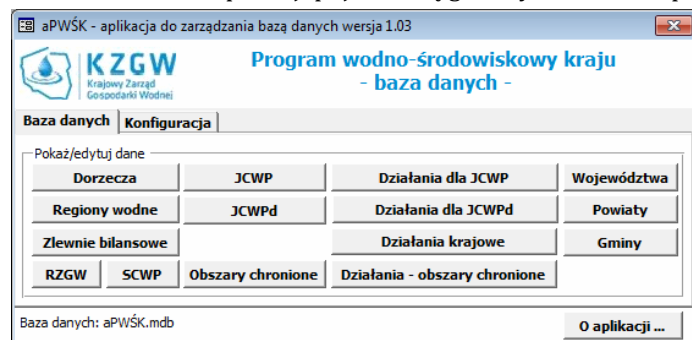 aPWŚK - aplikacja do zarządzania bazą danych wersja 1.03
KZGW
Krajowy Zarząd
Gospodarki Wodnej
Program wodno-środowiskowy kraju
- baza danych -
Baza danych Konfiguracja
Pokaż/edytuj dane
Dorzecza JCWP Działania dla JCWP Województwa
Regiony wodne JCWPd Działania dla JCWPd Powiaty
Zlewnie bilansowe Działania krajowe Gminy
RZGW SCWP Obszary chronione Działania - obszary chronione
Baza danych: aPWŚK.mdb O aplikacji ...